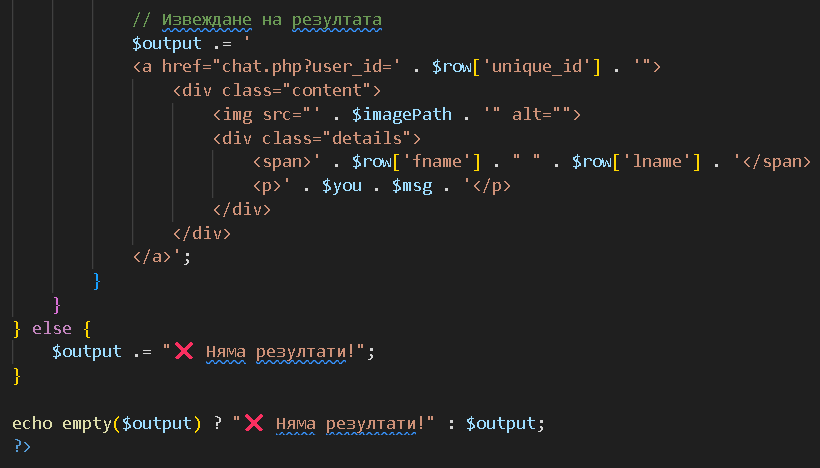 // Извеждане на резултата
$output .= '
<a href="chat.php?user_id=' . $row['unique_id'] . '">
<div class="content">
<img src="' . $imagePath . '" alt="">
<div class="details">
<span>' . $row['fname'] . " " . $row['lname'] . '</span>
<p>' . $you . $msg . '</p>
</div>
</div>
</a>';
}
}
} else {
$output .= "❌ Няма резултати!";
}
echo empty($output) ? "❌ Няма резултати!" : $output;
?>